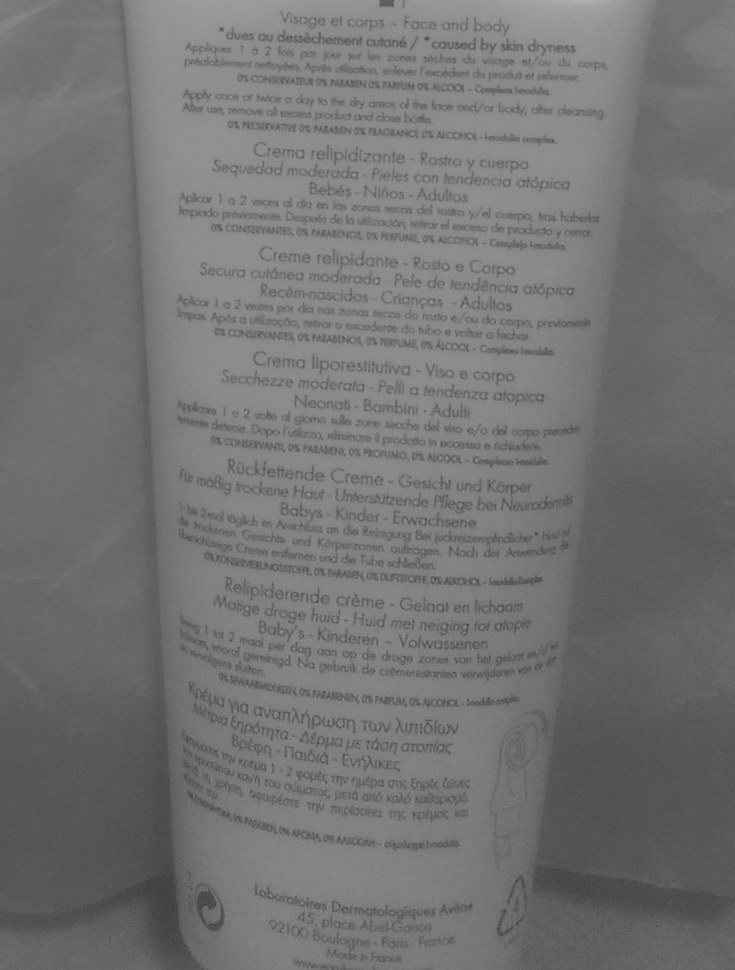 Visage et corps - Face and body
*dues au dessèchement cutané / *caused by skin dryness
Appliquer 1 à 2 fois par jour sur les zones sèches du visage et/ou du corps,
préalablement nettoyées. Après utilisation, enlever l'excédent du produit et refermer.
0% CONSERVATEUR 0% PARABEN 0% PARFUM 0% ALCOOL - Complexe I-modulia.
Apply once or twice a day to the dry areas of the face and/or body, after cleansing.
After use, remove all excess product and close bottle.
0% PRESERVATIVE 0% PARABEN 0% FRAGRANCE 0% ALCOHOL - I-modulia complex.
Crema relipidizante - Rostro y cuerpo
Sequedad moderada - Pieles con tendencia atópica
Bebés - Niños - Adultos
Aplicar 1 a 2 veces al día en las zonas secas del rostro y/el cuerpo, tras haberlas
limpiado previamente. Después de la utilización, retirar el exceso de producto y cerrar.
0% CONSERVANTES, 0% PARABENOS, 0% PERFUME, 0% ALCOHOL - Complejo I-modulia.
Creme relipidante - Rosto e Corpo
Secura cutânea moderada - Pele de tendência atópica
Recém-nascidos - Crianças - Adultos
Aplicar 1 a 2 vezes por dia nas zonas secas do rosto e/ou do corpo, previamente
limpas. Após a utilização, retirar o excedente do tubo e voltar a fechar.
0% CONSERVANTES, 0% PARABENOS, 0% PERFUME, 0% ÁLCOOL - Complexo I-modulia.
Crema liporestitutiva - Viso e corpo
Secchezze moderata - Pelli a tendenza atopica
Neonati - Bambini - Adulti
Applicare 1 o 2 volte al giorno sulle zone secche del viso e/o del corpo preceden
temente deterse. Dopo l'utilizzo, eliminare il prodotto in eccesso e richiudere.
0% CONSERVANTI, 0% PARABENI, 0% PROFUMO, 0% ALCOOL - Complesso I-modulia.
Rückfettende Creme - Gesicht und Körper
Für mäßig trockene Haut - Unterstützende Pflege bei Neurodermitis
Babys - Kinder - Erwachsene
1 bis 2mal täglich im Anschluss an die Reinigung Bei juckreizempfindlicher* Haut auf
die trockenen Gesichts- und Körperzonen auftragen. Nach der Anwendung die
überschüssige Creme entfernen und die Tube schließen.
0% KONSERVIERUNGSSTOFFE, 0% PARABEN, 0% DUFTSTOFFE, 0% ALKOHOL - I-modulia-Komplex
Relipiderende crème - Gelaat en lichaam
Matige droge huid - Huid met neiging tot atopie
Baby's - Kinderen - Volwassenen
Breng 1 tot 2 maal per dag aan op de droge zones van het gelaat en/of het
lichaam, vooraf gereinigd. Na gebruik de crèmerestanten verwijderen van de
en vervolgens sluiten.
0% BEWAARMIDDELEN, 0% PARABENEN, 0% PARFUM, 0% ALCOHOL - I-modulia complex
Κρέμα για αναπλήρωση των λιπιδίων
Μέτρια ξηρότητα - Δέρμα με τάση ατοπίας
Βρέφη - Παιδιά - Ενήλικες
Εφαρμόστε την κρέμα 1 - 2 φορές την ημέρα στις ξηρές ζώνες
του προσώπου και/ή του σώματος, μετά από καλό καθαρισμό.
Μετά τη χρήση, αφαιρέστε την περίσσεια της κρέμας και
0% ΣΥΝΤΗΡΗΤΙΚΑ, 0% PARABEN, 0% ΑΡΩΜΑ, 0% ΑΛΚΟΟΛΗ - σύμπλεγμα I-modulia.
Laboratoires Dermatologiques Avène
45, place Abel-Gance
92100 Boulogne - Paris - France
Made in France